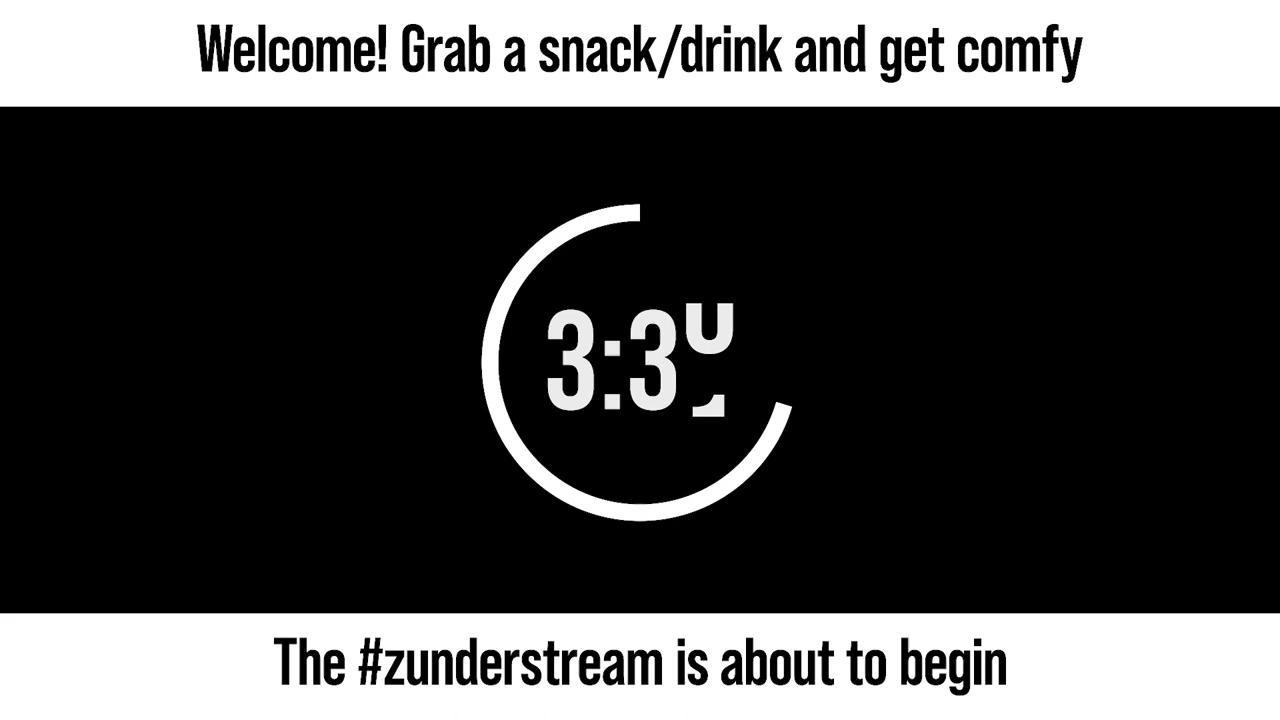 Welcome! Grab a snack/drink and get comfy
3:3
The #zunderstream is about to begin